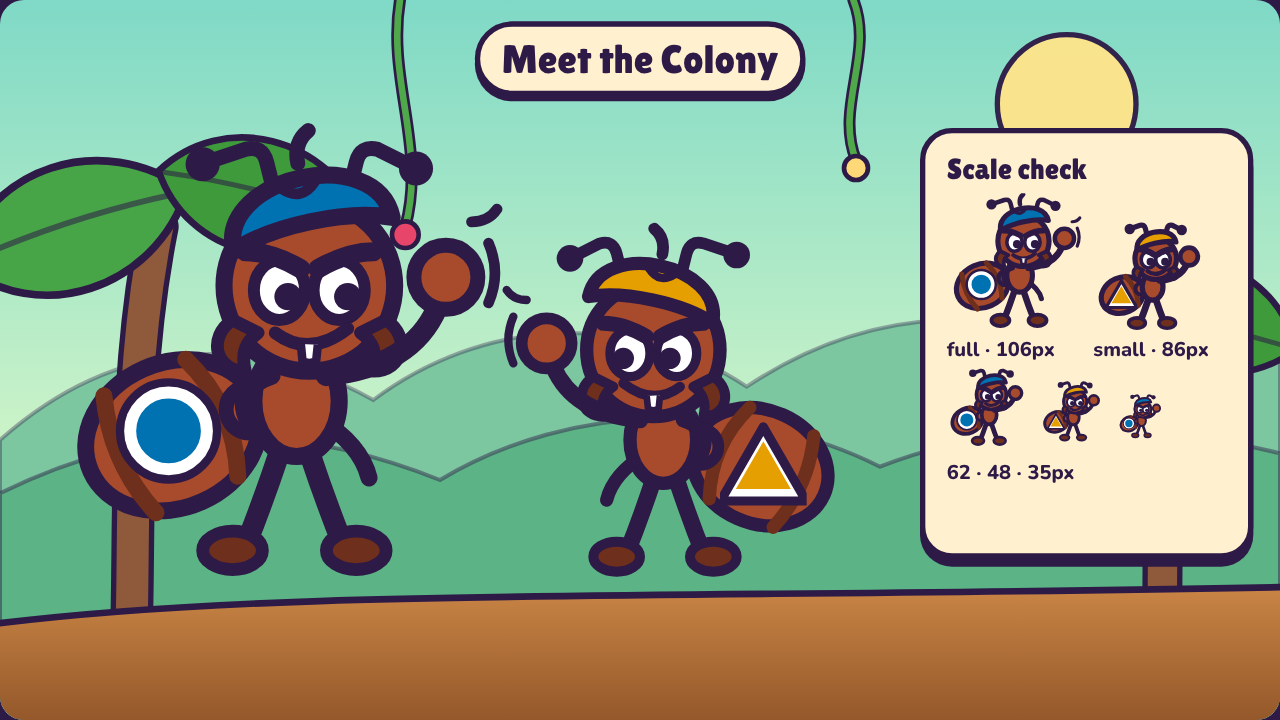 Meet the Colony
Scale check
full · 106px
small · 86px
62 · 48 · 35px